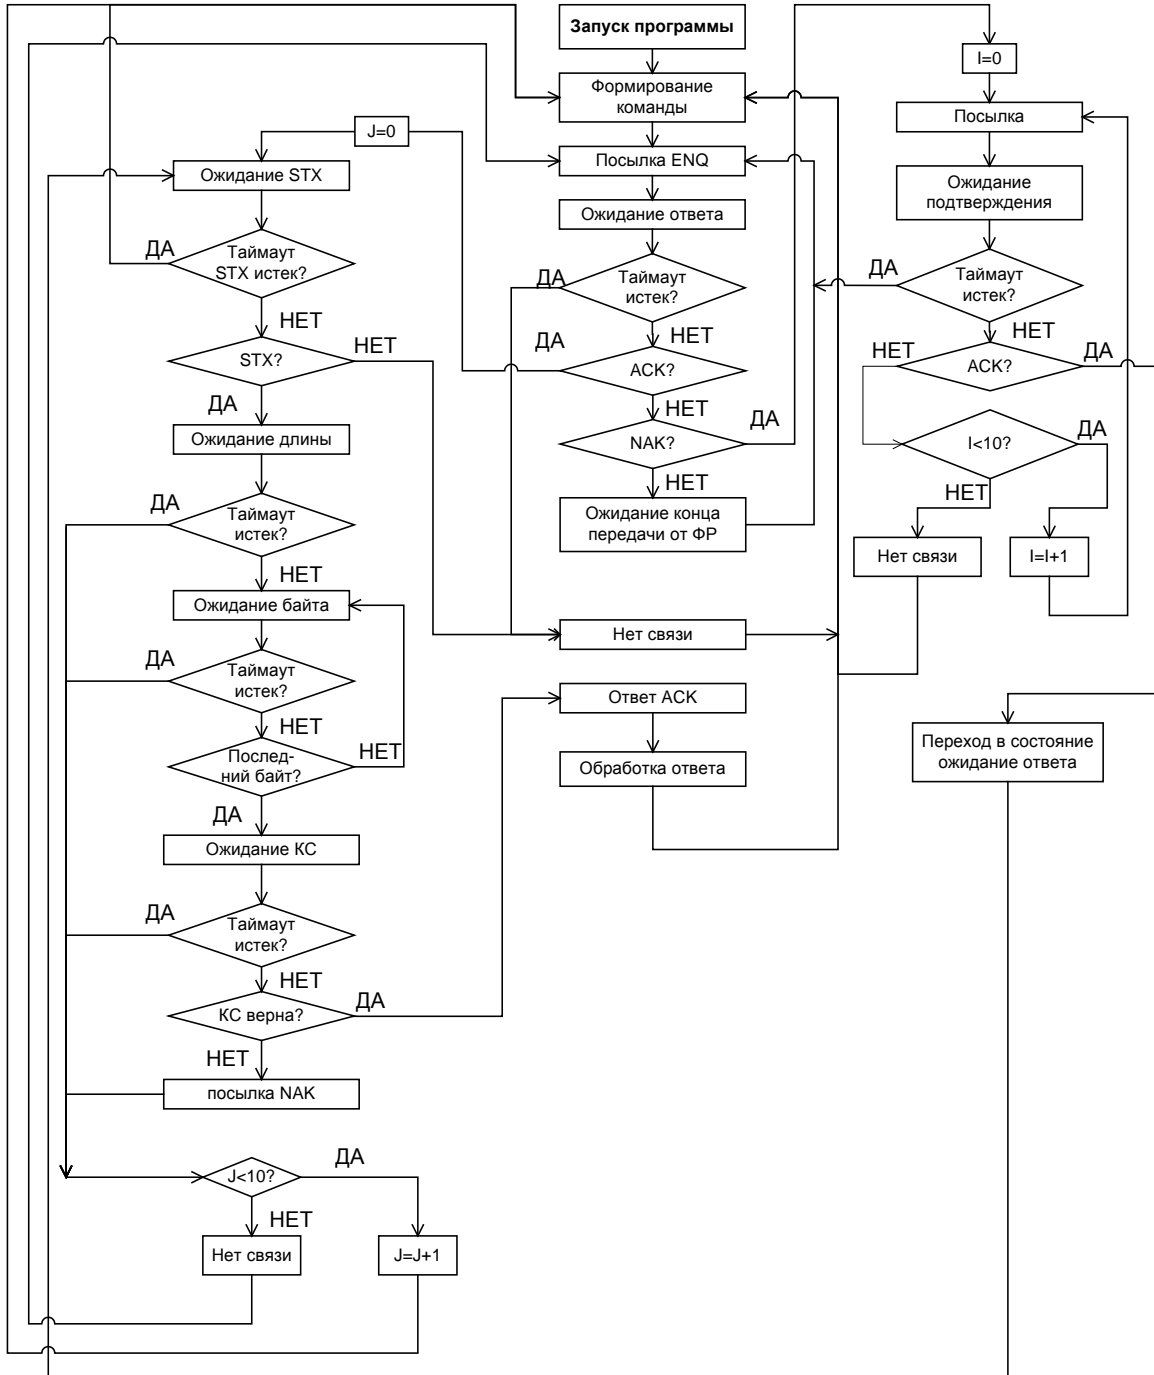 Запуск программы
Формирование
команды
Посылка ENQ
Ожидание ответа
Таймаут
истек?
ДА
НЕТ
ACK?
ДА
НЕТ
NAK?
ДА
НЕТ
Ожидание конца
передачи от ФР
Нет связи
Ответ ACK
Обработка ответа
J=0
Ожидание STX
Таймаут
STX истек?
ДА
НЕТ
STX?
НЕТ
ДА
Ожидание длины
Таймаут
истек?
ДА
НЕТ
Ожидание байта
Таймаут
истек?
ДА
НЕТ
Послед-
ний байт?
НЕТ
ДА
Ожидание КС
Таймаут
истек?
ДА
НЕТ
КС верна?
ДА
НЕТ
посылка NAK
J<10?
ДА
НЕТ
Нет связи
J=J+1
I=0
Посылка
Ожидание
подтверждения
Таймаут
истек?
ДА
НЕТ
ACK?
НЕТ
ДА
I<10?
ДА
НЕТ
Нет связи
I=I+1
Переход в состояние
ожидание ответа